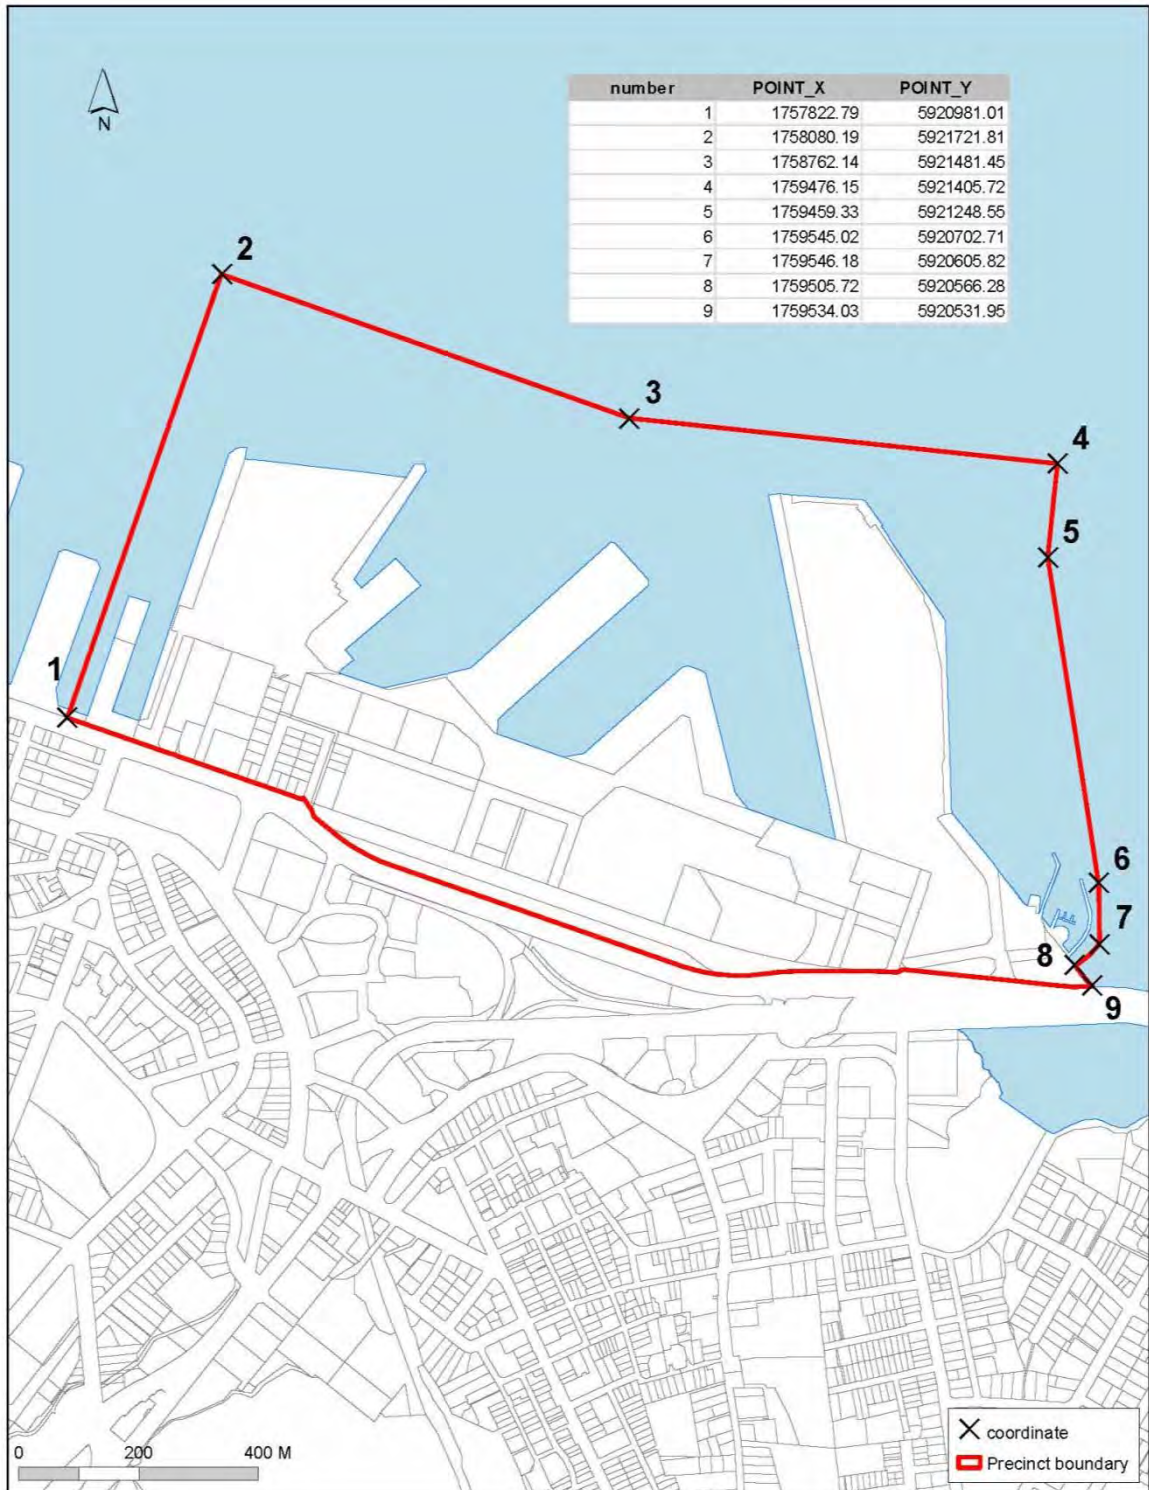 N
number POINT_X POINT_Y
1 1757822.79 5920981.01
2 1758080.19 5921721.81
3 1758762.14 5921481.45
4 1759476.15 5921405.72
5 1759459.33 5921248.55
6 1759545.02 5920702.71
7 1759546.18 5920605.82
8 1759505.72 5920566.28
9 1759534.03 5920531.95
2
3
4
5
1
6
7
8
9
0 200 400 M
coordinate
Precinct boundary